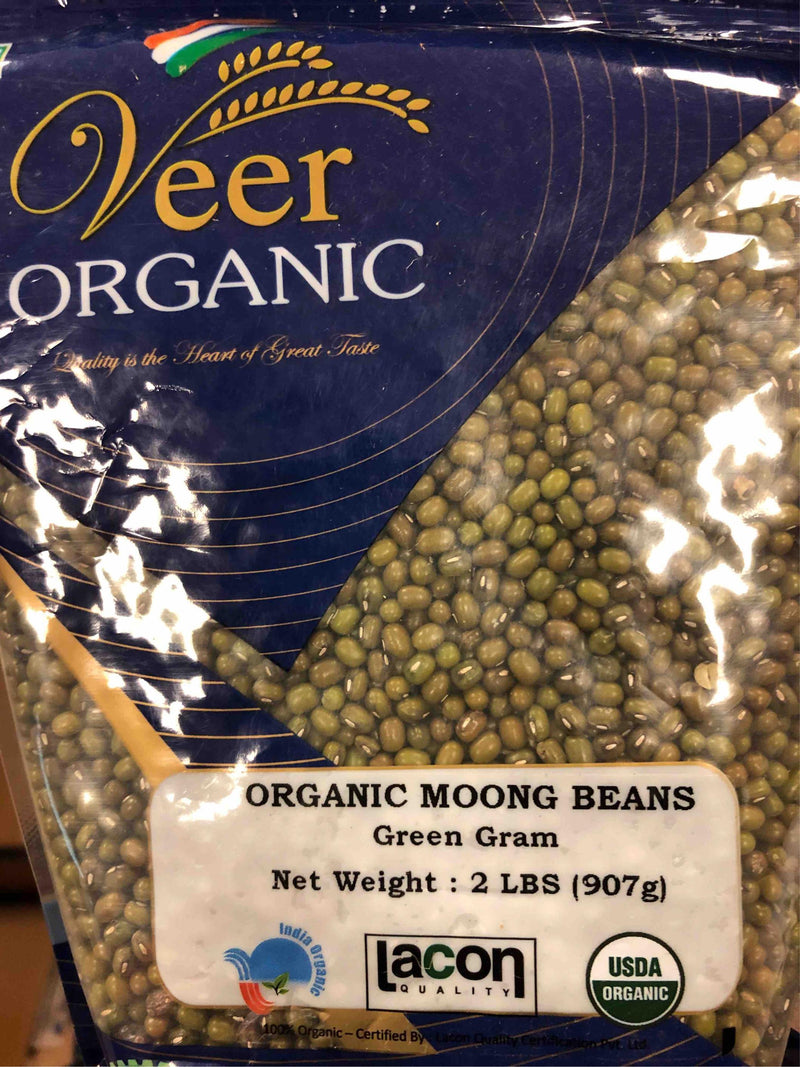 Veer
ORGANIC
Quality is the Heart of Great Taste
ORGANIC MOONG BEANS
Green Gram
Net Weight : 2 LBS (907g)
India Organic
Lacon
QUALITY
USDA
ORGANIC
100% Organic – Certified By : Lacon Quality Certification Pvt. Ltd.